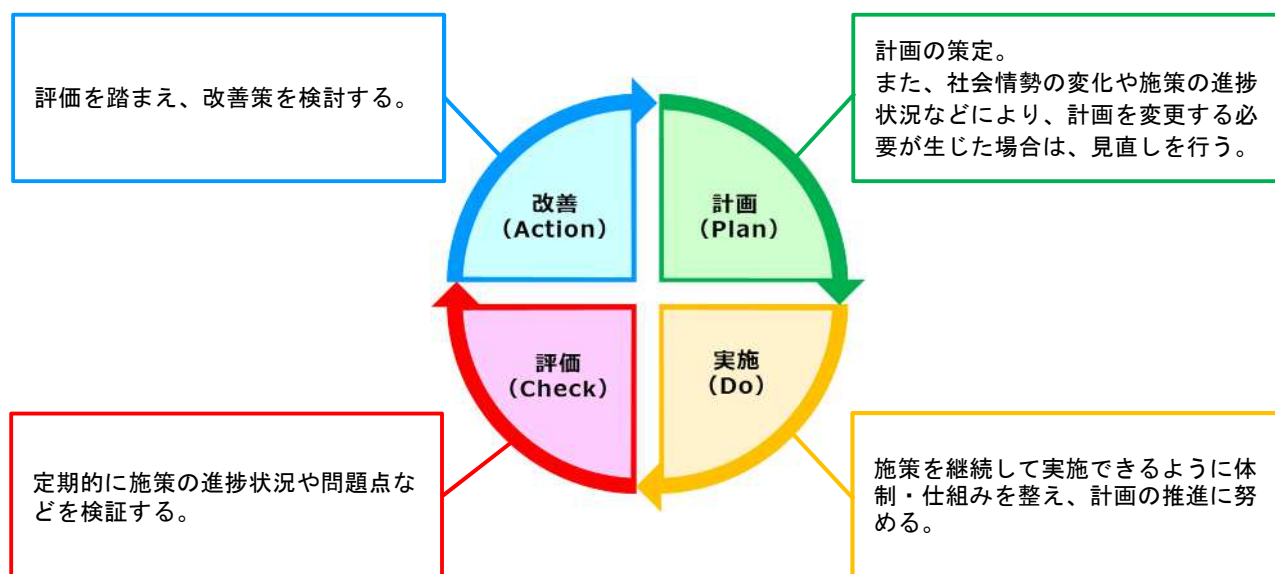 評価を踏まえ、改善策を検討する。
計画の策定。
また、社会情勢の変化や施策の進捗
状況などにより、計画を変更する必
要が生じた場合は、見直しを行う。
改善
（Action）
計画
（Plan）
評価
（Check）
実施
（Do）
定期的に施策の進捗状況や問題点な
どを検証する。
施策を継続して実施できるように体
制・仕組みを整え、計画の推進に努
める。